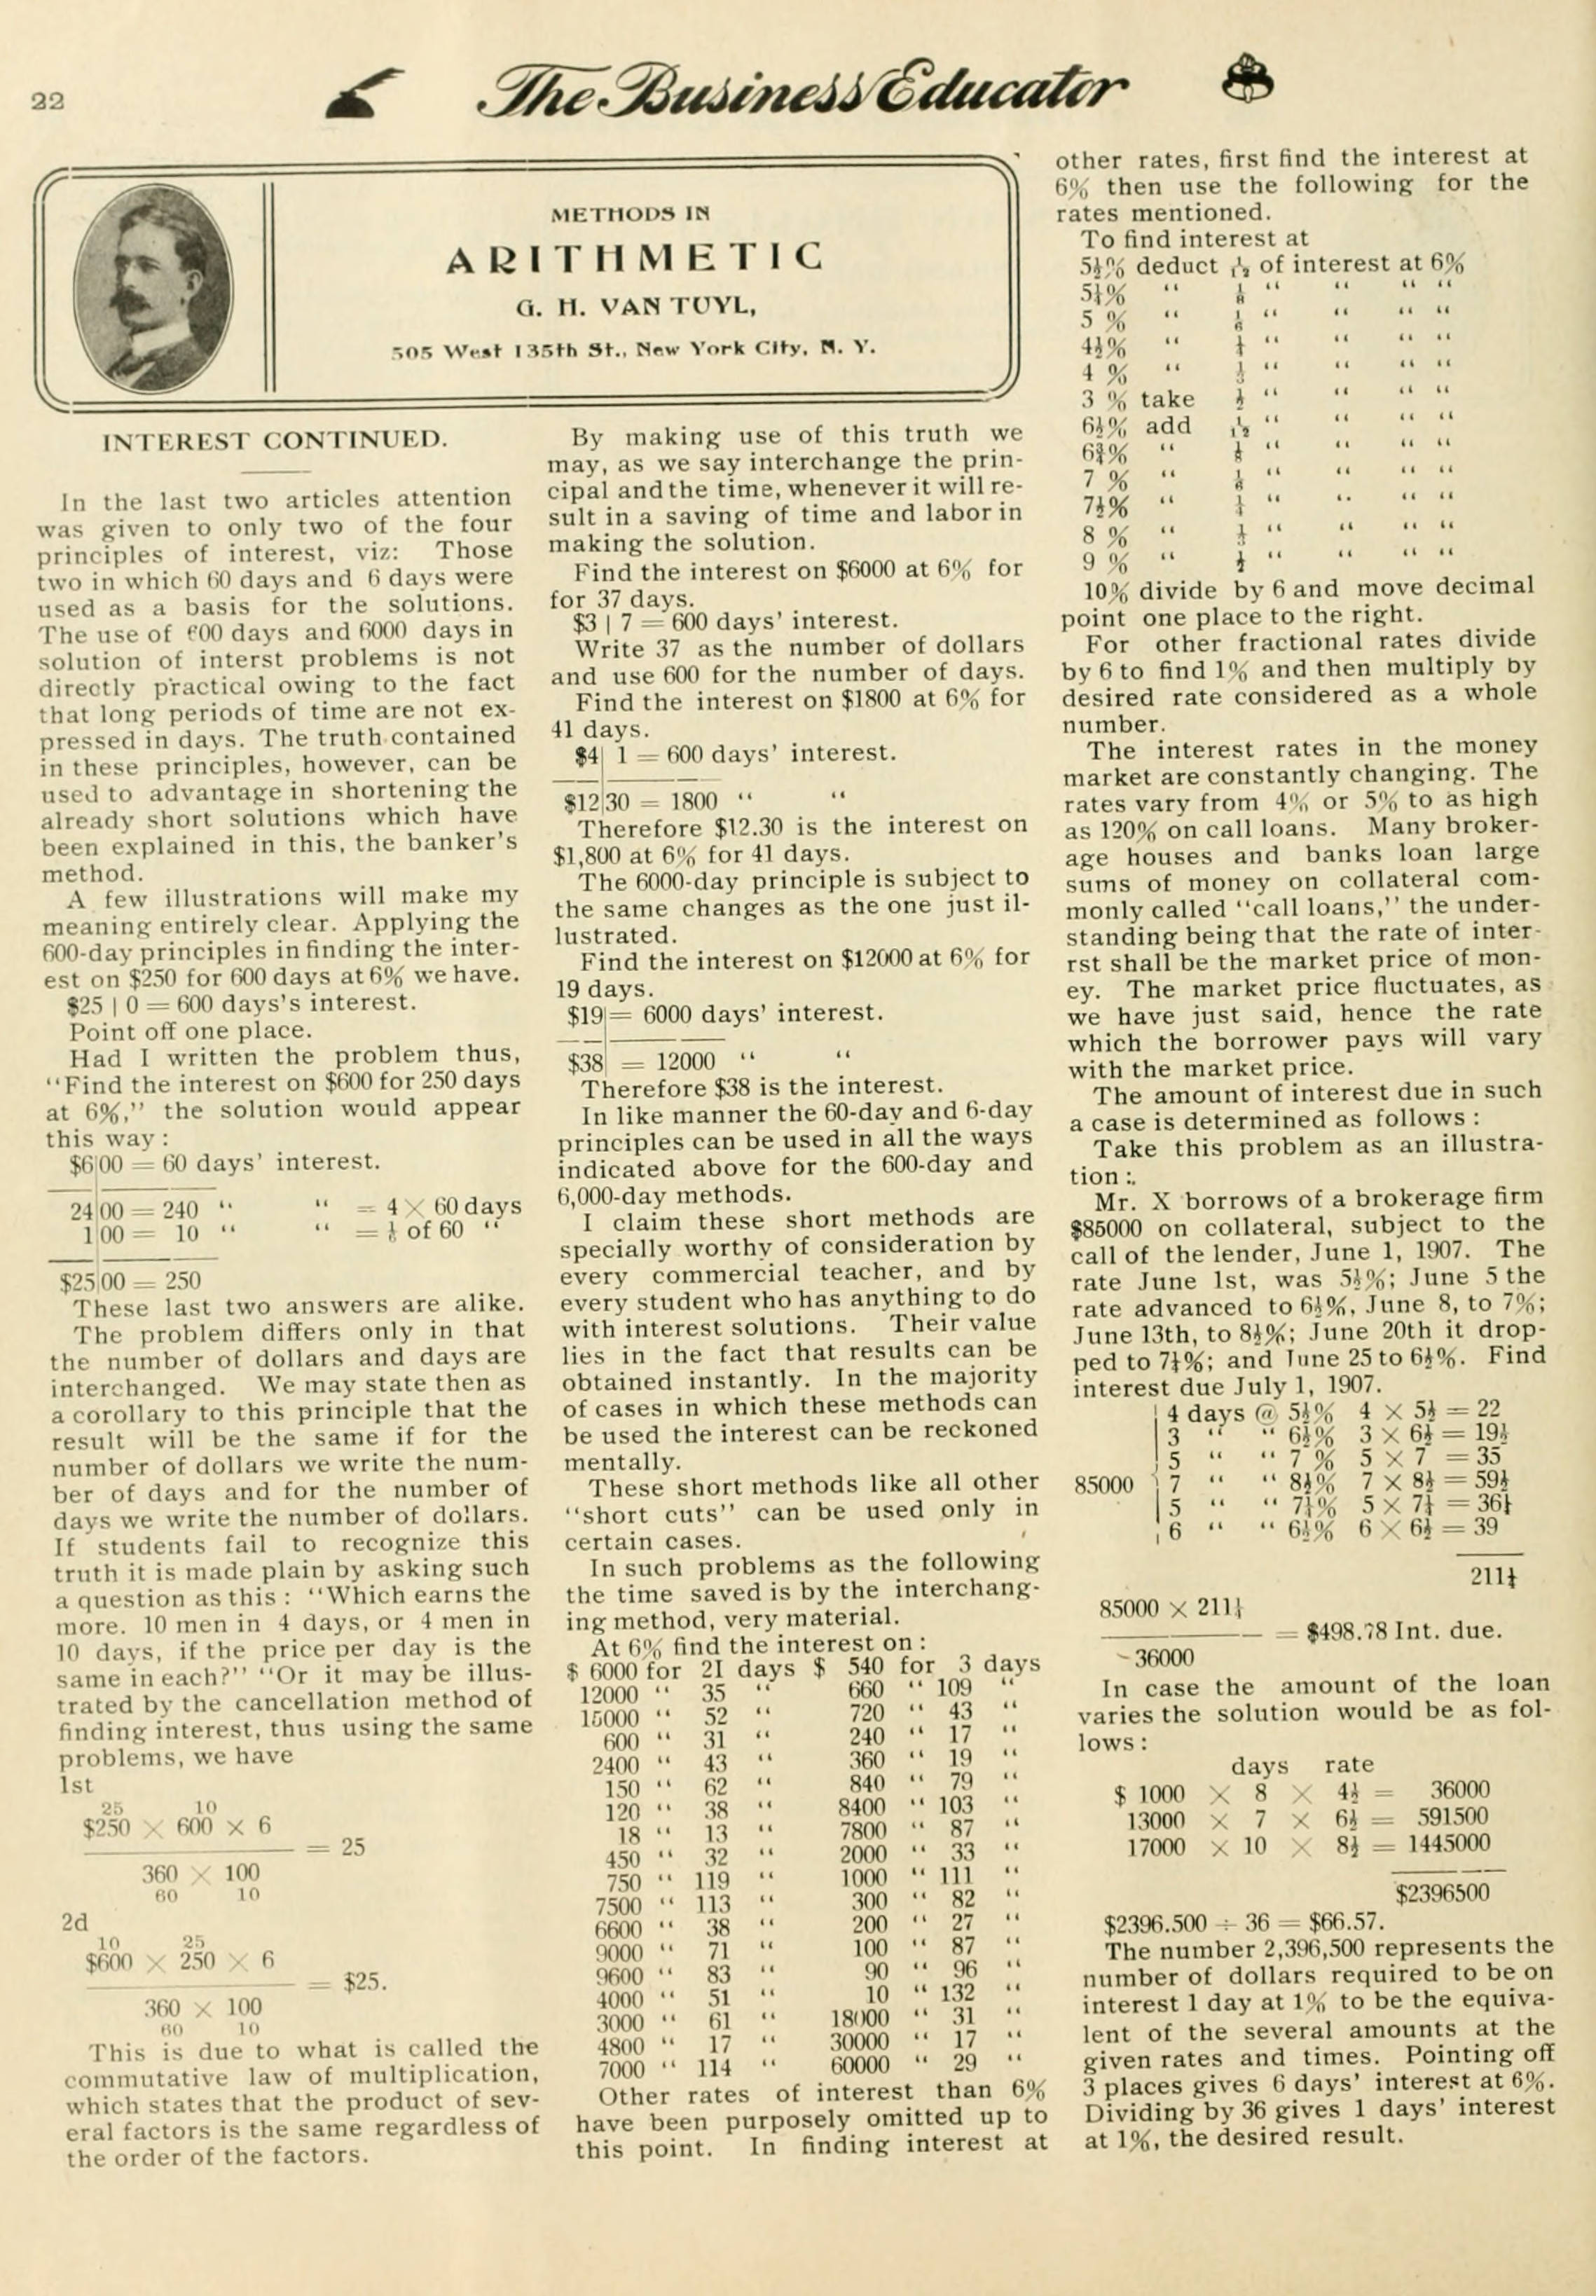 22
The Business Educator
METHODS IN
ARITHMETIC
G. H. VAN TUYL,
505 West 135th St., New York City, N. Y.
INTEREST CONTINUED.
In the last two articles attention
was given to only two of the four
principles of interest, viz: Those
two in which 60 days and 6 days were
used as a basis for the solutions.
The use of 600 days and 6000 days in
solution of interst problems is not
directly practical owing to the fact
that long periods of time are not ex-
pressed in days. The truth contained
in these principles, however, can be
used to advantage in shortening the
already short solutions which have
been explained in this, the banker's
method.
A few illustrations will make my
meaning entirely clear. Applying the
600-day principles in finding the inter-
est on $250 for 600 days at 6% we have.
$25 | 0 = 600 days's interest.
Point off one place.
Had I written the problem thus,
"Find the interest on $600 for 250 days
at 6%," the solution would appear
this way:
$6|00 = 60 days' interest.
24|00 = 240 " " = 4 × 60 days
1|00 = 10 " " = ⅙ of 60 "
$25|00 = 250
These last two answers are alike.
The problem differs only in that
the number of dollars and days are
interchanged. We may state then as
a corollary to this principle that the
result will be the same if for the
number of dollars we write the num-
ber of days and for the number of
days we write the number of dollars.
If students fail to recognize this
truth it is made plain by asking such
a question as this: "Which earns the
more. 10 men in 4 days, or 4 men in
10 days, if the price per day is the
same in each?" "Or it may be illus-
trated by the cancellation method of
finding interest, thus using the same
problems, we have
1st
25 10
$250 × 600 × 6
= 25
360 × 100
60 10
2d
10 25
$600 × 250 × 6
= $25.
360 × 100
60 10
This is due to what is called the
commutative law of multiplication,
which states that the product of sev-
eral factors is the same regardless of
the order of the factors.
By making use of this truth we
may, as we say interchange the prin-
cipal and the time, whenever it will re-
sult in a saving of time and labor in
making the solution.
Find the interest on $6000 at 6% for
for 37 days.
$3 | 7 = 600 days' interest.
Write 37 as the number of dollars
and use 600 for the number of days.
Find the interest on $1800 at 6% for
41 days.
$4| 1 = 600 days' interest.
$12|30 = 1800 " "
Therefore $12.30 is the interest on
$1,800 at 6% for 41 days.
The 6000-day principle is subject to
the same changes as the one just il-
lustrated.
Find the interest on $12000 at 6% for
19 days.
$19|= 6000 days' interest.
$38| = 12000 " "
Therefore $38 is the interest.
In like manner the 60-day and 6-day
principles can be used in all the ways
indicated above for the 600-day and
6,000-day methods.
I claim these short methods are
specially worthy of consideration by
every commercial teacher, and by
every student who has anything to do
with interest solutions. Their value
lies in the fact that results can be
obtained instantly. In the majority
of cases in which these methods can
be used the interest can be reckoned
mentally.
These short methods like all other
"short cuts" can be used only in
certain cases.
In such problems as the following
the time saved is by the interchang-
ing method, very material.
At 6% find the interest on:
$ 6000 for 21 days $ 540 for 3 days
12000 " 35 " 660 " 109 "
15000 " 52 " 720 " 43 "
600 " 31 " 240 " 17 "
2400 " 43 " 360 " 19 "
150 " 62 " 840 " 79 "
120 " 38 " 8400 " 103 "
18 " 13 " 7800 " 87 "
450 " 32 " 2000 " 33 "
750 " 119 " 1000 " 111 "
7500 " 113 " 300 " 82 "
6600 " 38 " 200 " 27 "
9000 " 71 " 100 " 87 "
9600 " 83 " 90 " 96 "
4000 " 51 " 10 " 132 "
3000 " 61 " 18000 " 31 "
4800 " 17 " 30000 " 17 "
7000 " 114 " 60000 " 29 "
Other rates of interest than 6%
have been purposely omitted up to
this point. In finding interest at
other rates, first find the interest at
6% then use the following for the
rates mentioned.
To find interest at
5½% deduct 1/12 of interest at 6%
5¼% " ⅛ " " " "
5 % " ⅙ " " " "
4½% " ¼ " " " "
4 % " ⅓ " " " "
3 % take ½ " " " "
6½% add 1/12 " " " "
6¾% " ⅛ " " " "
7 % " ⅙ " " " "
7½% " ¼ " " " "
8 % " ⅓ " " " "
9 % " ½ " " " "
10% divide by 6 and move decimal
point one place to the right.
For other fractional rates divide
by 6 to find 1% and then multiply by
desired rate considered as a whole
number.
The interest rates in the money
market are constantly changing. The
rates vary from 4% or 5% to as high
as 120% on call loans. Many broker-
age houses and banks loan large
sums of money on collateral com-
monly called "call loans," the under-
standing being that the rate of inter-
rst shall be the market price of mon-
ey. The market price fluctuates, as
we have just said, hence the rate
which the borrower pays will vary
with the market price.
The amount of interest due in such
a case is determined as follows:
Take this problem as an illustra-
tion:.
Mr. X borrows of a brokerage firm
$85000 on collateral, subject to the
call of the lender, June 1, 1907. The
rate June 1st, was 5½%; June 5 the
rate advanced to 6½%, June 8, to 7%;
June 13th, to 8½%; June 20th it drop-
ped to 7¼%; and June 25 to 6½%. Find
interest due July 1, 1907.
4 days @ 5½% 4 × 5½ = 22
3 " " 6½% 3 × 6½ = 19½
5 " " 7 % 5 × 7 = 35
85000 7 " " 8½% 7 × 8½ = 59½
5 " " 7¼% 5 × 7¼ = 36¼
6 " " 6½% 6 × 6½ = 39
211¼
85000 × 211¼
= $498.78 Int. due.
36000
In case the amount of the loan
varies the solution would be as fol-
lows:
days rate
$ 1000 × 8 × 4½ = 36000
13000 × 7 × 6½ = 591500
17000 × 10 × 8½ = 1445000
$2396500
$2396.500 ÷ 36 = $66.57.
The number 2,396,500 represents the
number of dollars required to be on
interest 1 day at 1% to be the equiva-
lent of the several amounts at the
given rates and times. Pointing off
3 places gives 6 days' interest at 6%.
Dividing by 36 gives 1 days' interest
at 1%, the desired result.